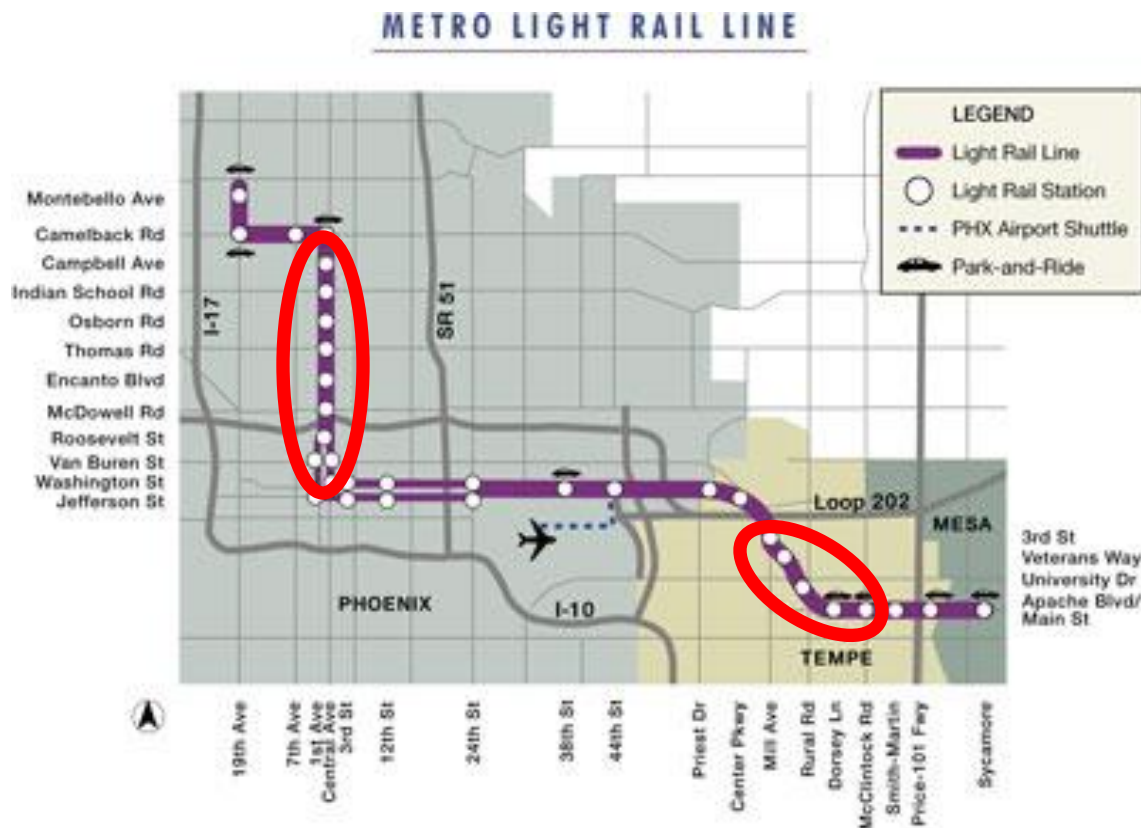 METRO LIGHT RAIL LINE
LEGEND
Light Rail Line
Light Rail Station
PHX Airport Shuttle
Park-and-Ride
Montebello Ave
Camelback Rd
Campbell Ave
Indian School Rd
Osborn Rd
Thomas Rd
Encanto Blvd
McDowell Rd
Roosevelt St
Van Buren St
Washington St
Jefferson St
I-17
SR 51
Loop 202
MESA
PHOENIX
I-10
TEMPE
3rd St
Veterans Way
University Dr
Apache Blvd/
Main St
19th Ave
7th Ave
1st Ave
Central Ave
3rd St
12th St
24th St
38th St
44th St
Priest Dr
Center Pkwy
Mill Ave
Rural Rd
Dorsey Ln
McClintock Rd
Smith-Martin
Price-101 Fwy
Sycamore